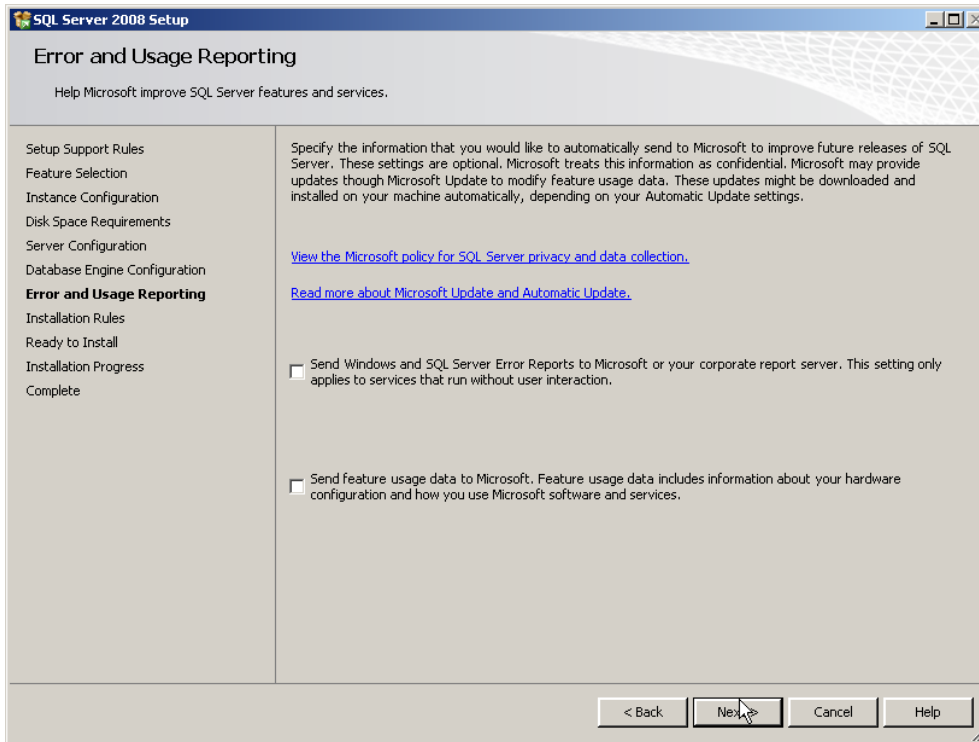 SQL Server 2008 Setup
Error and Usage Reporting
Help Microsoft improve SQL Server features and services.
Setup Support Rules
Feature Selection
Instance Configuration
Disk Space Requirements
Server Configuration
Database Engine Configuration
Error and Usage Reporting
Installation Rules
Ready to Install
Installation Progress
Complete
Specify the information that you would like to automatically send to Microsoft to improve future releases of SQL
Server. These settings are optional. Microsoft treats this information as confidential. Microsoft may provide
updates though Microsoft Update to modify feature usage data. These updates might be downloaded and
installed on your machine automatically, depending on your Automatic Update settings.
View the Microsoft policy for SQL Server privacy and data collection.
Read more about Microsoft Update and Automatic Update.
Send Windows and SQL Server Error Reports to Microsoft or your corporate report server. This setting only
applies to services that run without user interaction.
Send feature usage data to Microsoft. Feature usage data includes information about your hardware
configuration and how you use Microsoft software and services.
< Back
Next >
Cancel
Help